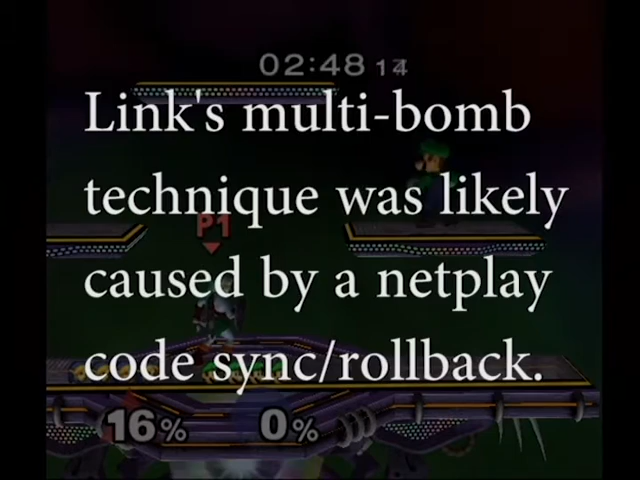 02:48 14
Link's multi-bomb
technique was likely
P1
caused by a netplay
code sync/rollback.
16% 0%